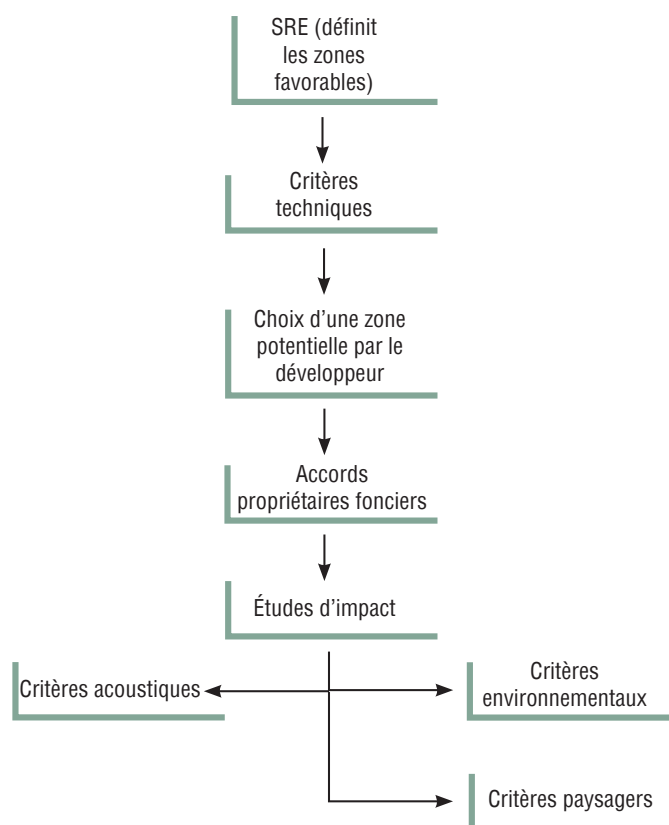 SRE (définit
les zones
favorables)
Critères
techniques
Choix d’une zone
potentielle par le
développeur
Accords
propriétaires fonciers
Études d’impact
Critères acoustiques
Critères
environnementaux
Critères paysagers